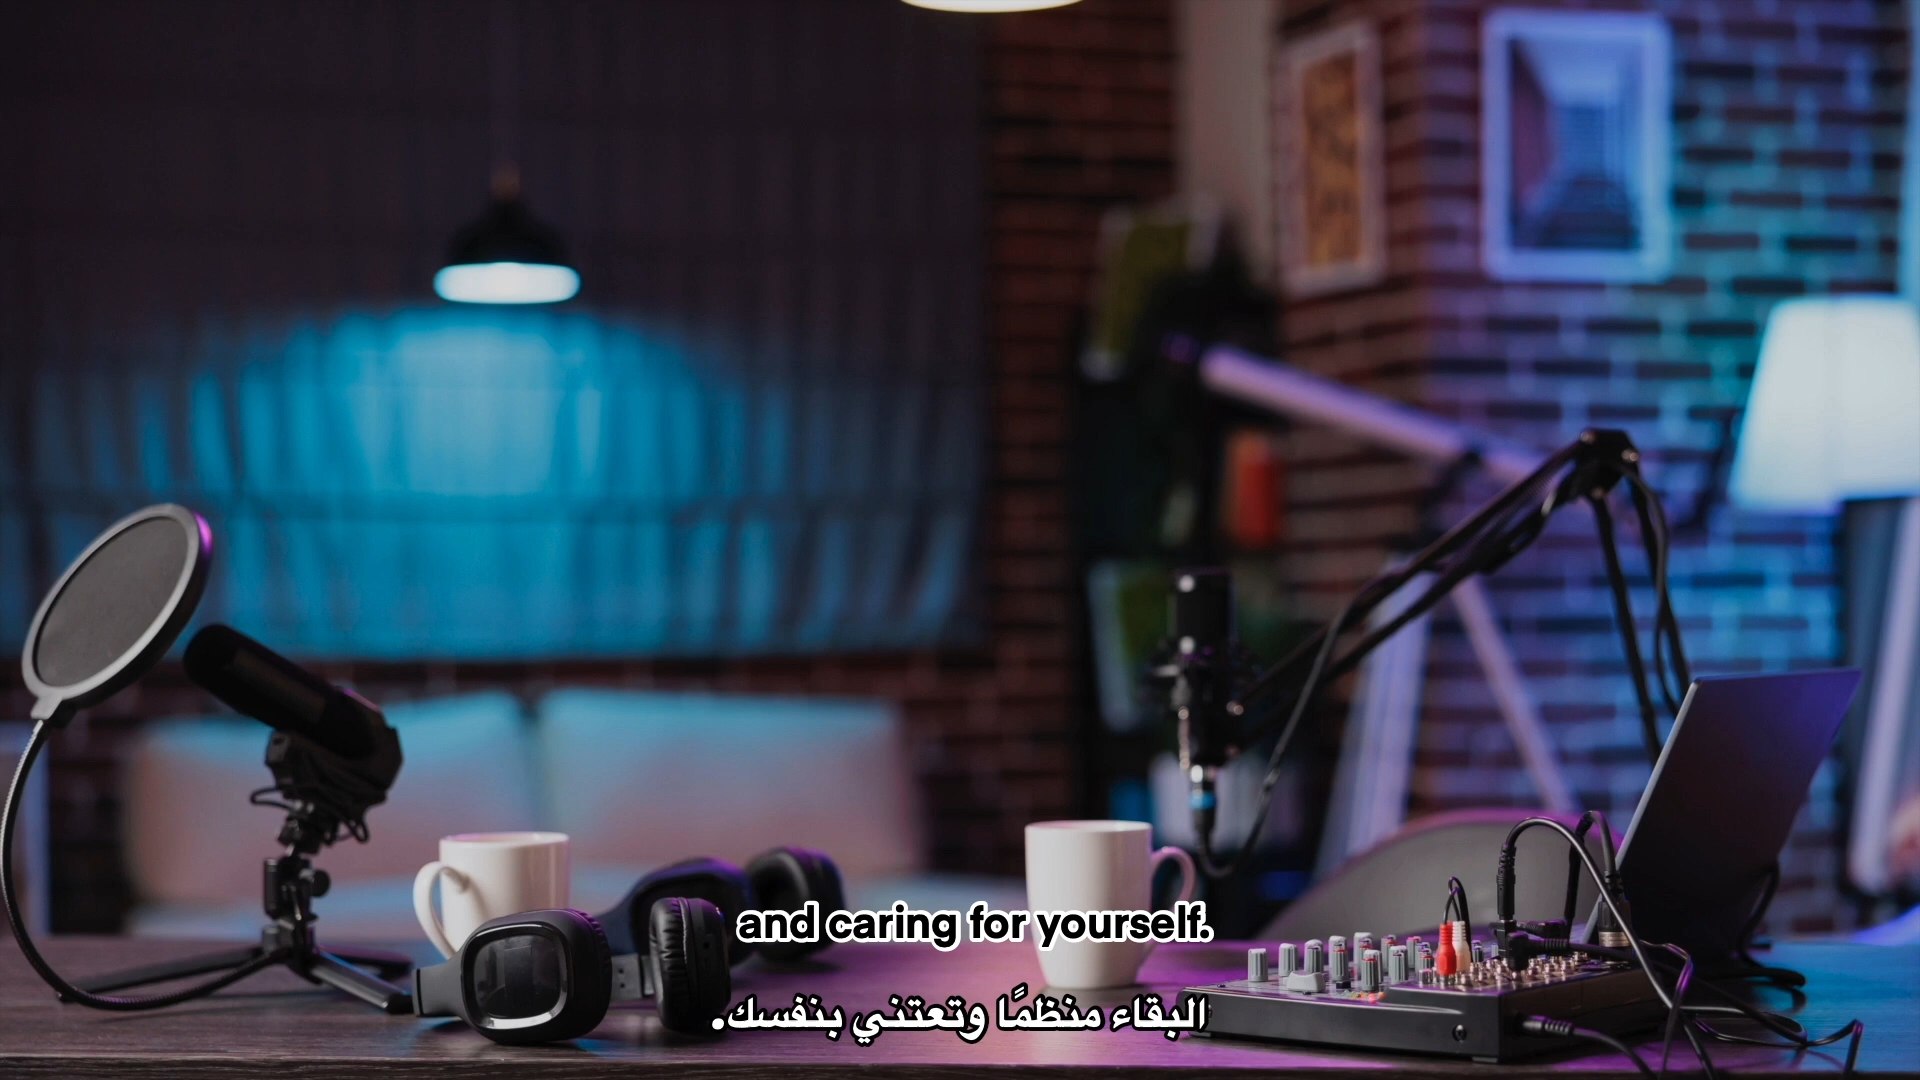 and caring for yourself.
البقاء منظمًا وتعتني بنفسك.